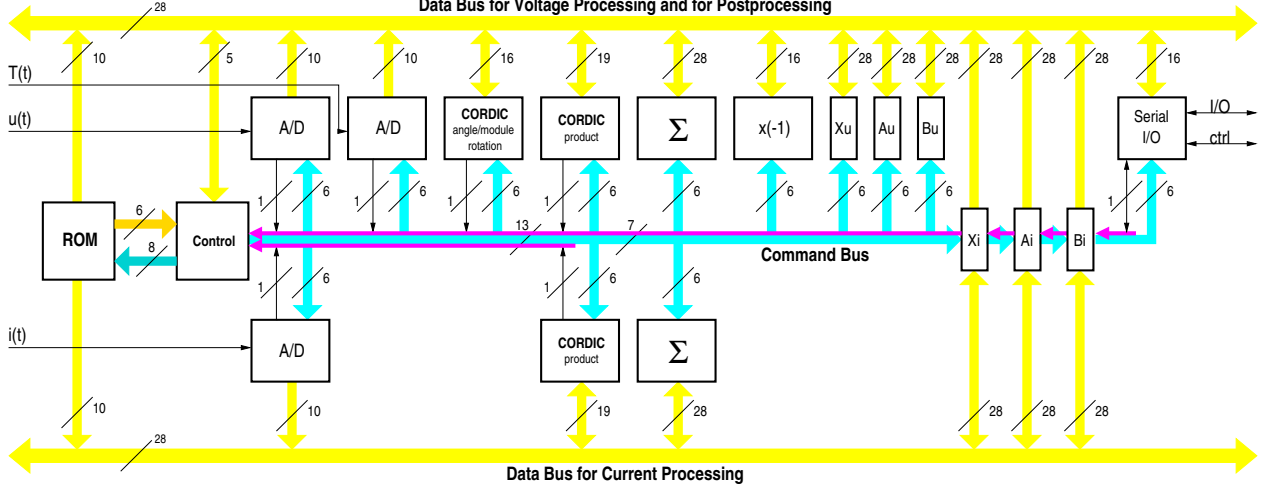 Data Bus for Voltage Processing and for Postprocessing
28
10 5 10 10 16 19 28 16 28 28 28 28 28 28 16
T(t)
u(t)
A/D
A/D
CORDIC
angle/module
rotation
CORDIC
product
Σ
x(-1)
Xu
Au
Bu
Serial
I/O
I/O
ctrl
1 6 1 6 1 6 1 6 6 6 6 6 6 1 6
ROM
6
8
Control
13
7
Command Bus
Xi
Ai
Bi
1 6 1 6 6
i(t)
A/D
CORDIC
product
Σ
10 10 19 28 28 28 28
28
Data Bus for Current Processing